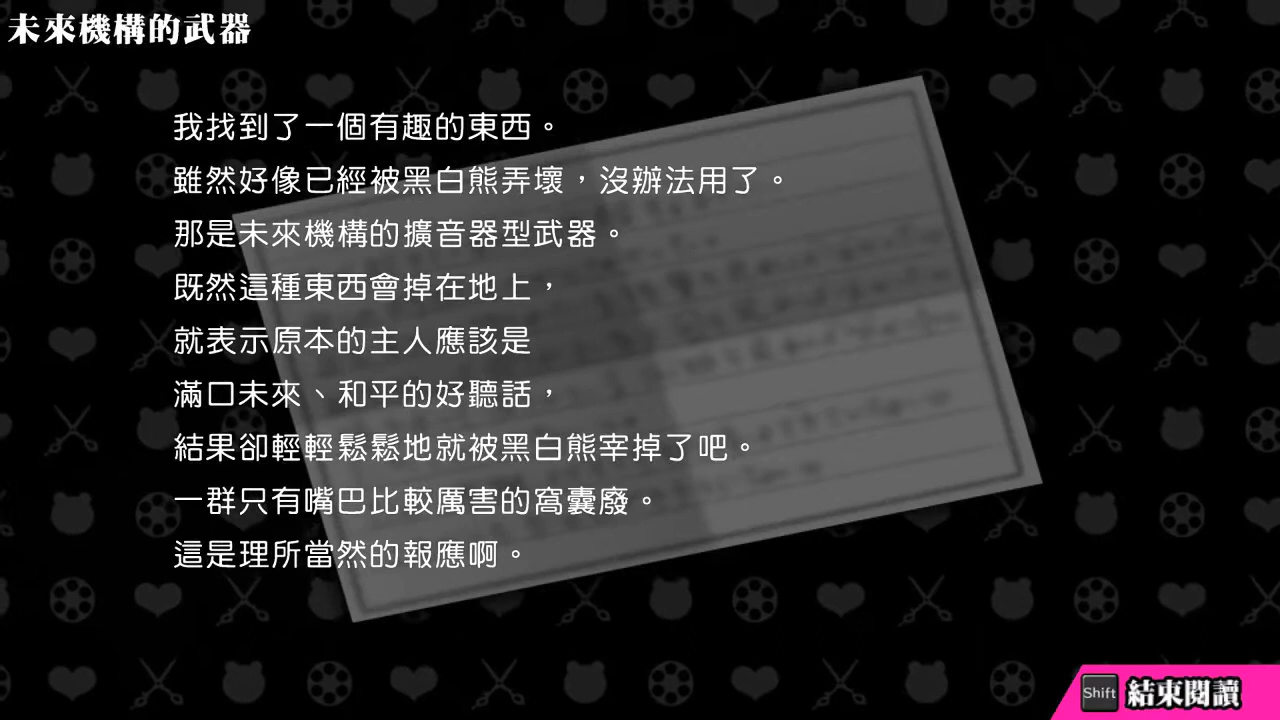 未來機構的武器
我找到了一個有趣的東西。
雖然好像已經被黑白熊弄壞，沒辦法用了。
那是未來機構的擴音器型武器。
既然這種東西會掉在地上，
就表示原本的主人應該是
滿口未來、和平的好聽話，
結果卻輕輕鬆鬆地就被黑白熊宰掉了吧。
一群只有嘴巴比較厲害的窩囊廢。
這是理所當然的報應啊。
Shift 結束閱讀